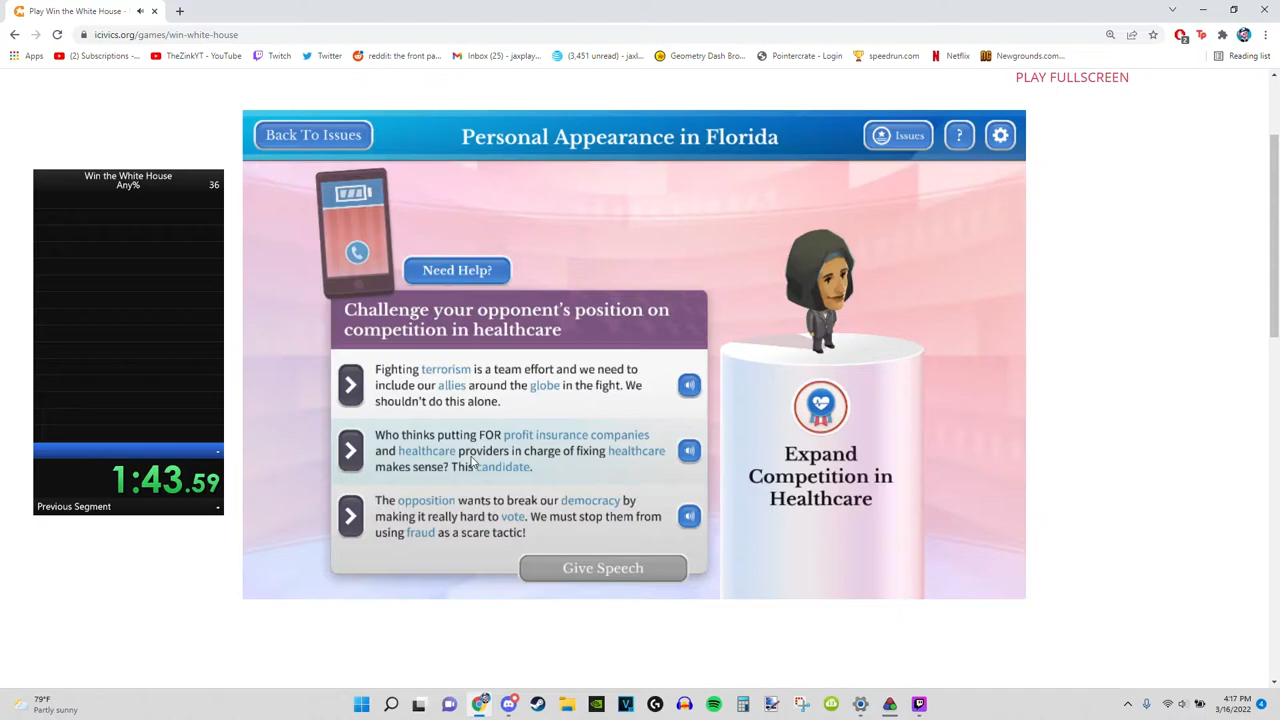 Play Win the White House
icivics.org/games/win-white-house
Apps
(2) Subscriptions -...
TheZinkYT - YouTube
Twitch
Twitter
reddit: the front pa...
Inbox (25) - jaxplay...
(3,451 unread) - jaxl...
Geometry Dash Bro...
Pointercrate - Login
speedrun.com
Netflix
Newgrounds.com...
Reading list
PLAY FULLSCREEN
Back To Issues
Personal Appearance in Florida
Issues
?
Win the White House
Any%
36
1:43.59
Previous Segment
-
-
Need Help?
Challenge your opponent's position on
competition in healthcare
Fighting terrorism is a team effort and we need to
include our allies around the globe in the fight. We
shouldn't do this alone.
Who thinks putting FOR profit insurance companies
and healthcare providers in charge of fixing healthcare
makes sense? This candidate.
The opposition wants to break our democracy by
making it really hard to vote. We must stop them from
using fraud as a scare tactic!
Give Speech
Expand
Competition in
Healthcare
79°F
Partly sunny
4:17 PM
3/16/2022